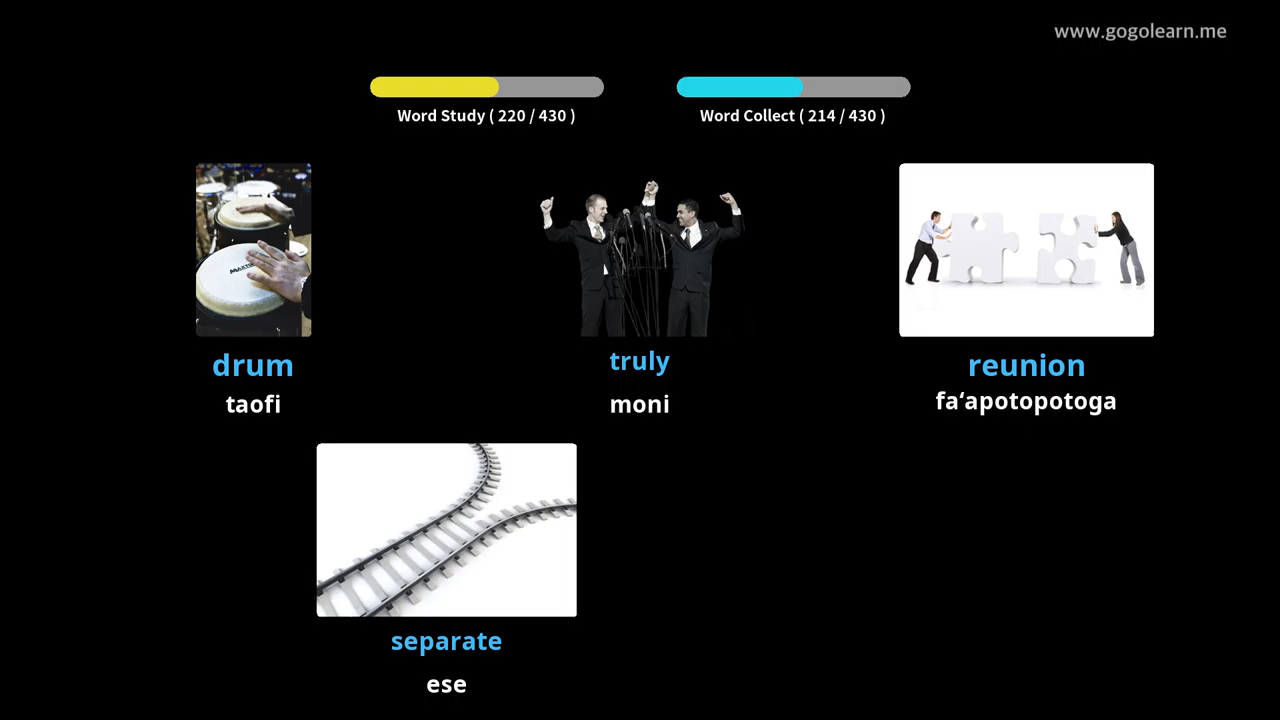 www.gogolearn.me
Word Study ( 220 / 430 )
Word Collect ( 214 / 430 )
drum
taofi
truly
moni
reunion
fa‘apotopotoga
separate
ese